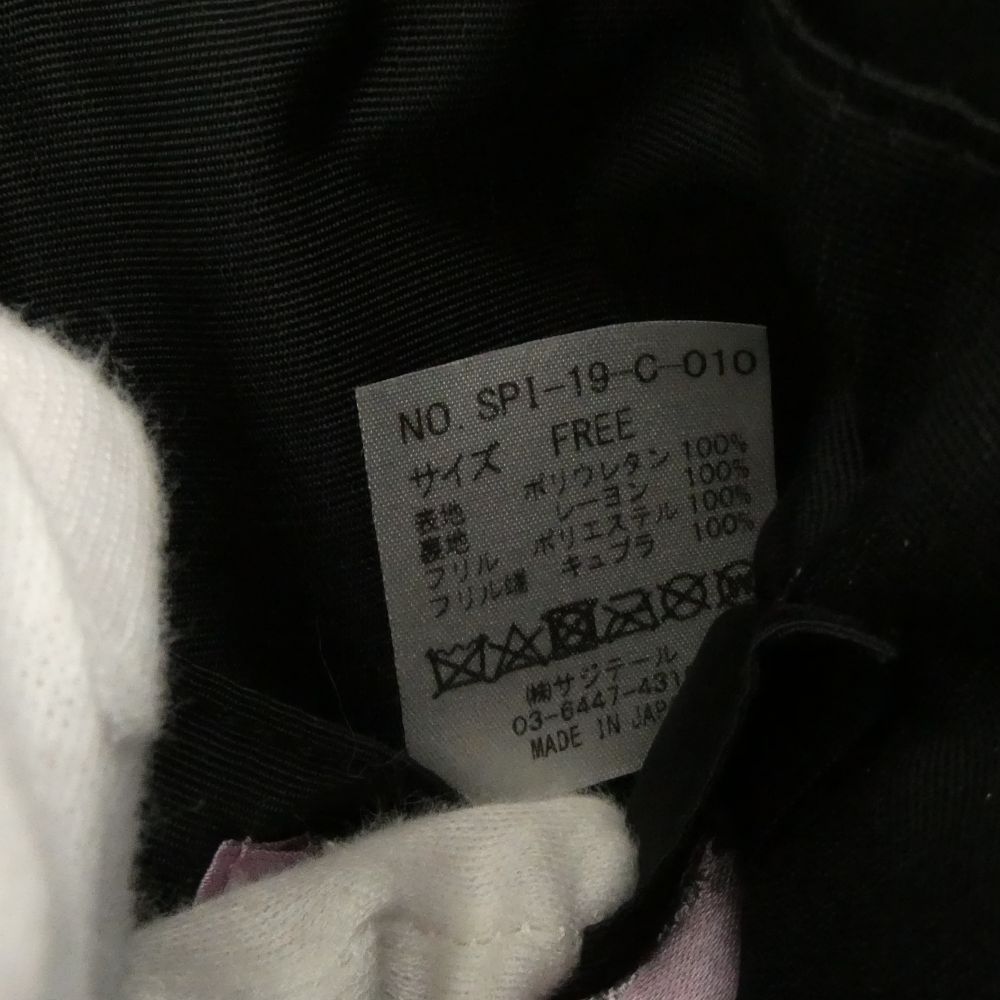 NO. SPI-19-C-010
サイズ FREE
表地 ポリウレタン 100%
裏地 レーヨン 100%
フリル ポリエステル 100%
フリル裏 キュプラ 100%
㈱サジテール
03-6447-431
MADE IN JAP